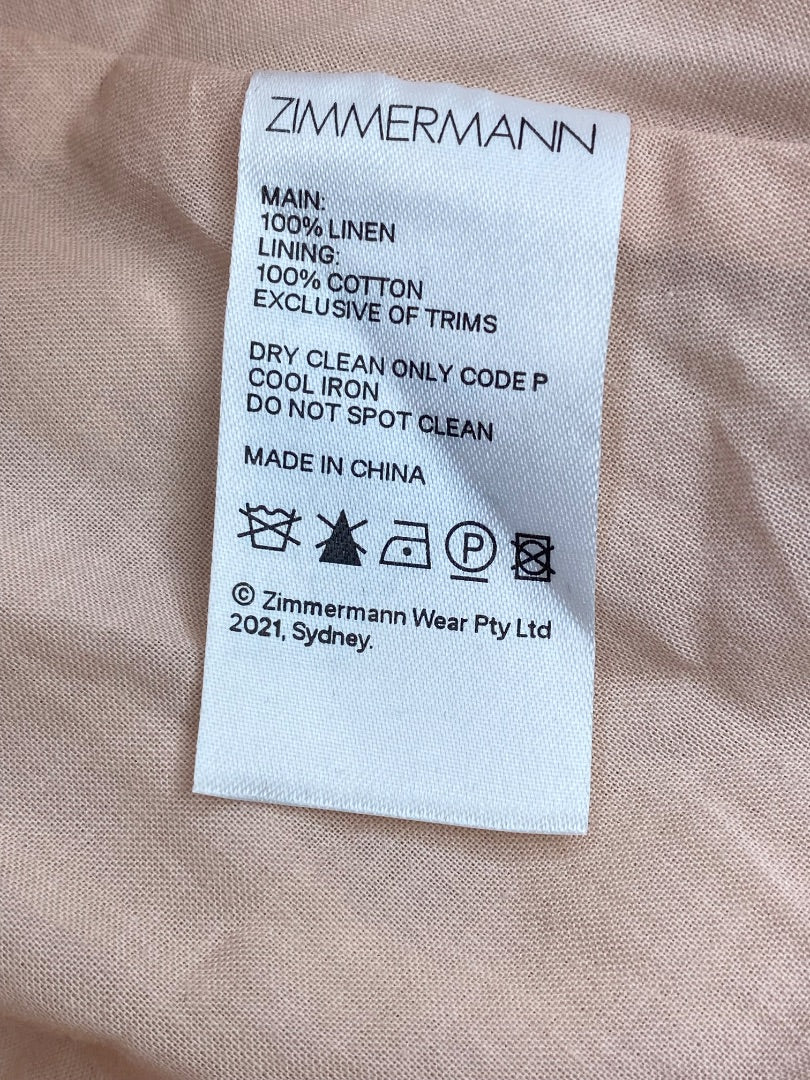 ZIMMERMANN
MAIN:
100% LINEN
LINING:
100% COTTON
EXCLUSIVE OF TRIMS
DRY CLEAN ONLY CODE P
COOL IRON
DO NOT SPOT CLEAN
MADE IN CHINA
P
© Zimmermann Wear Pty Ltd
2021, Sydney.